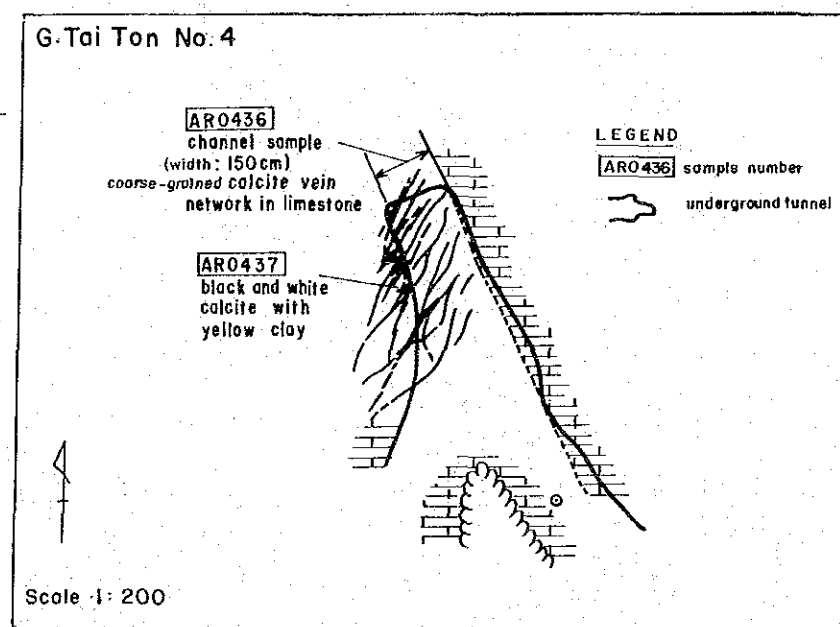 G. Tai Ton No. 4
AR0436
channel sample
(width: 150cm)
coarse-grained calcite vein
network in limestone
AR0437
black and white
calcite with
yellow clay
LEGEND
AR0436 sample number
underground tunnel
Scale 1:200